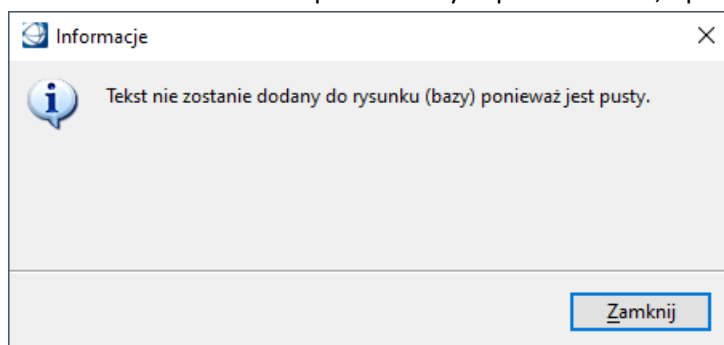 Informacje
Tekst nie zostanie dodany do rysunku (bazy) ponieważ jest pusty.
Zamknij